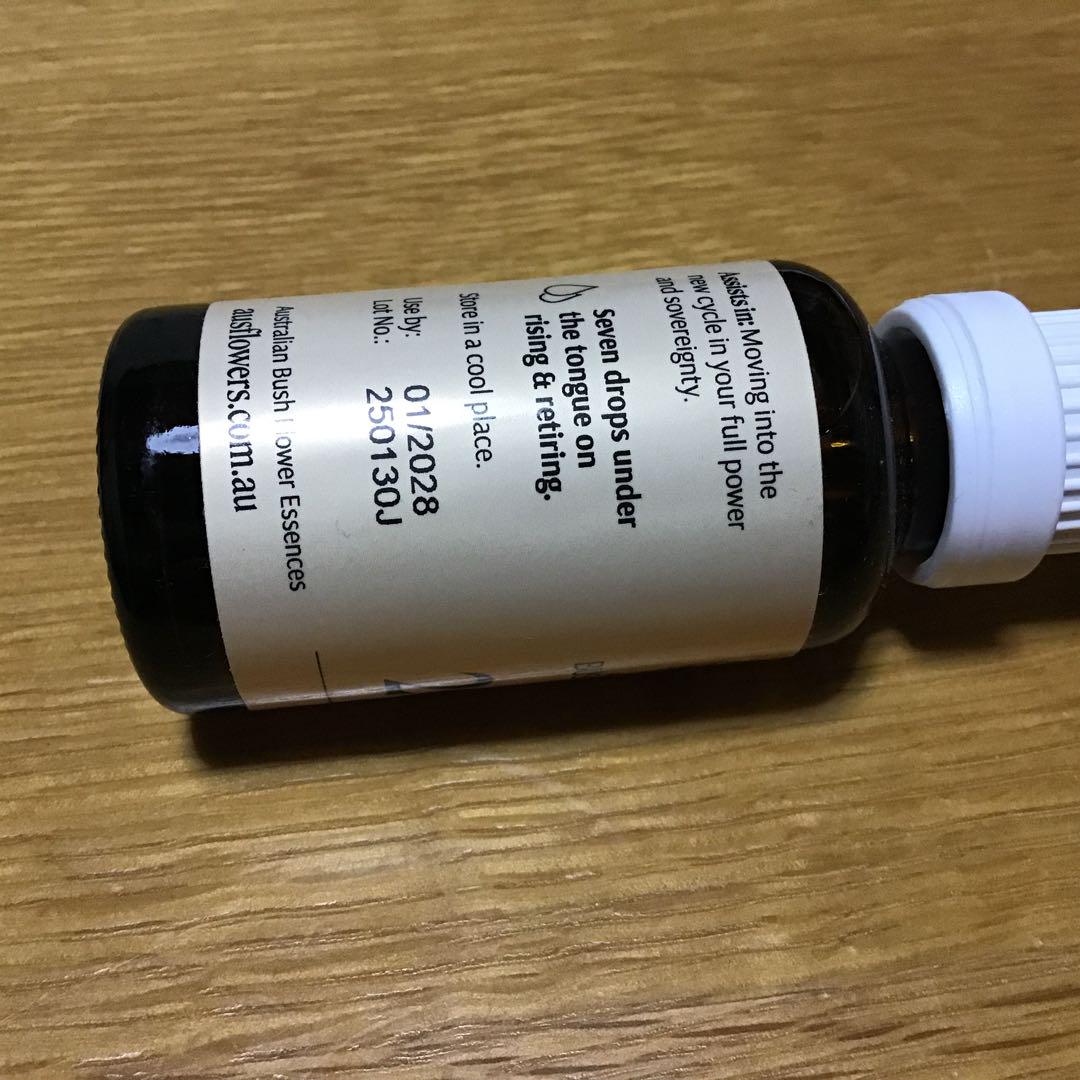 Assists in: Moving into the
new cycle in your full power
and sovereignty.
Seven drops under
the tongue on
rising & retiring.
Store in a cool place.
Use by: 01/2028
Lot No.: 250130J
Australian Bush Flower Essences
ausflowers.com.au